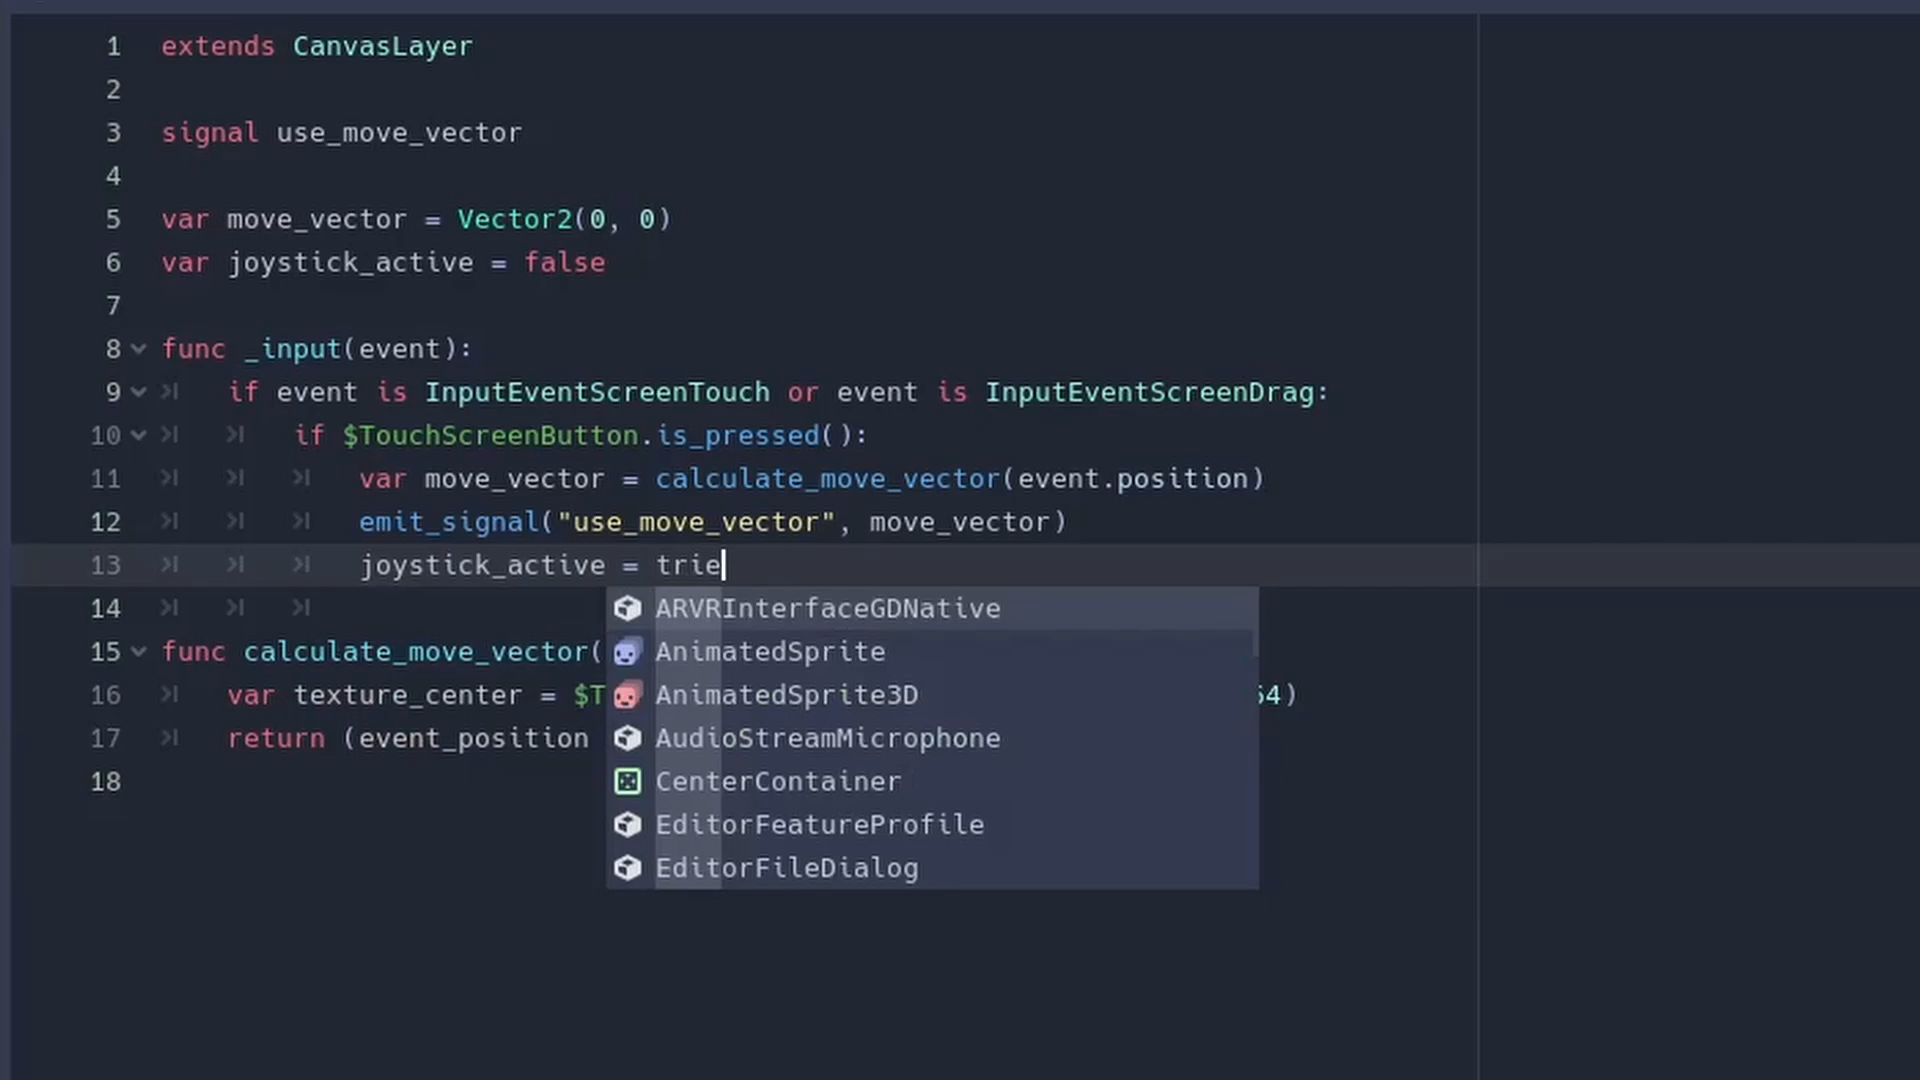 1 extends CanvasLayer
2
3 signal use_move_vector
4
5 var move_vector = Vector2(0, 0)
6 var joystick_active = false
7
8 func _input(event):
9 if event is InputEventScreenTouch or event is InputEventScreenDrag:
10 if $TouchScreenButton.is_pressed():
11 var move_vector = calculate_move_vector(event.position)
12 emit_signal("use_move_vector", move_vector)
13 joystick_active = trie
14
ARVRInterfaceGDNative
15 func calculate_move_vector(
AnimatedSprite
16 var texture_center = $T
AnimatedSprite3D
64)
17 return (event_position
AudioStreamMicrophone
18
CenterContainer
EditorFeatureProfile
EditorFileDialog